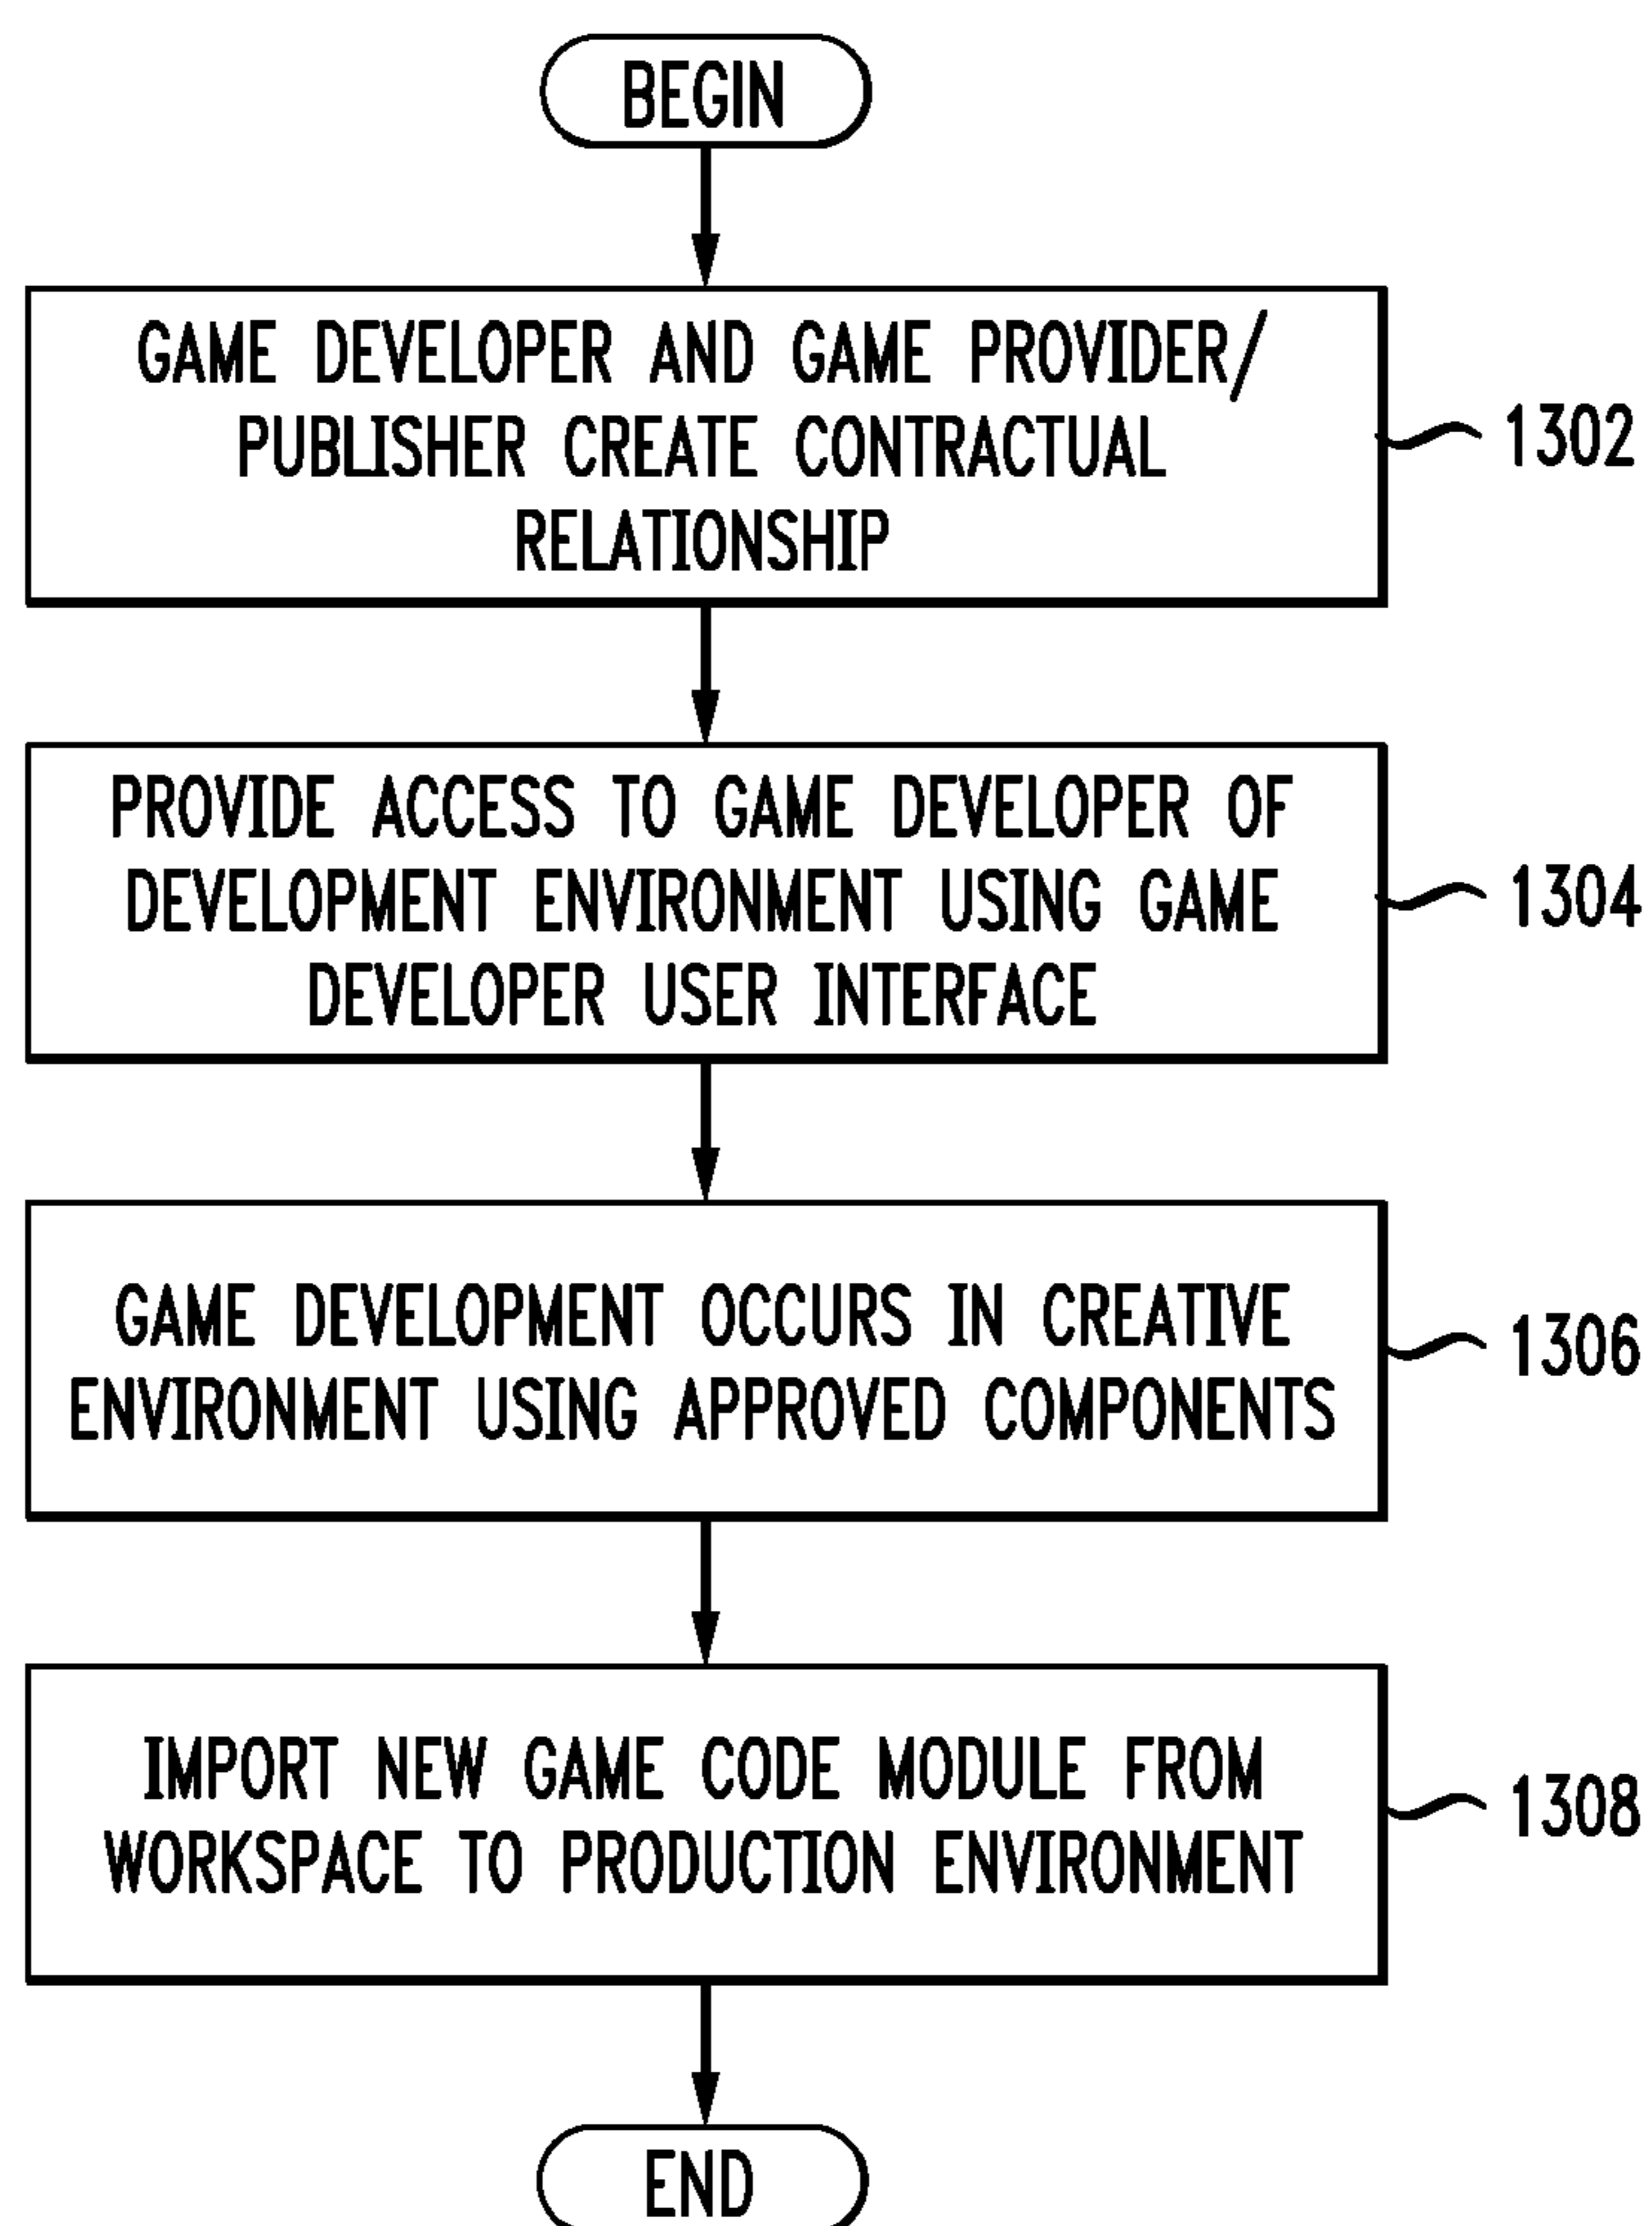 BEGIN
GAME DEVELOPER AND GAME PROVIDER/
PUBLISHER CREATE CONTRACTUAL
RELATIONSHIP
1302
PROVIDE ACCESS TO GAME DEVELOPER OF
DEVELOPMENT ENVIRONMENT USING GAME
DEVELOPER USER INTERFACE
1304
GAME DEVELOPMENT OCCURS IN CREATIVE
ENVIRONMENT USING APPROVED COMPONENTS
1306
IMPORT NEW GAME CODE MODULE FROM
WORKSPACE TO PRODUCTION ENVIRONMENT
1308
END